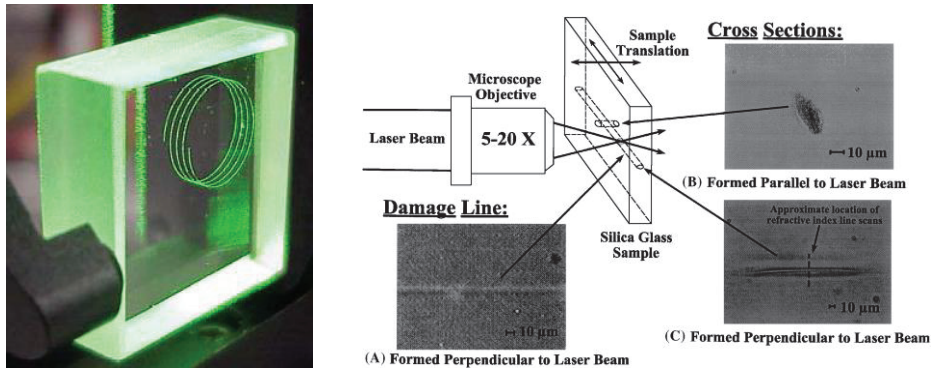 Cross Sections:
Sample
Translation
Microscope
Objective
Laser Beam
5-20 X
10 µm
(B) Formed Parallel to Laser Beam
Damage Line:
Silica Glass
Sample
Approximate location of
refractive index line scans
10 µm
10 µm
(A) Formed Perpendicular to Laser Beam
(C) Formed Perpendicular to Laser Beam